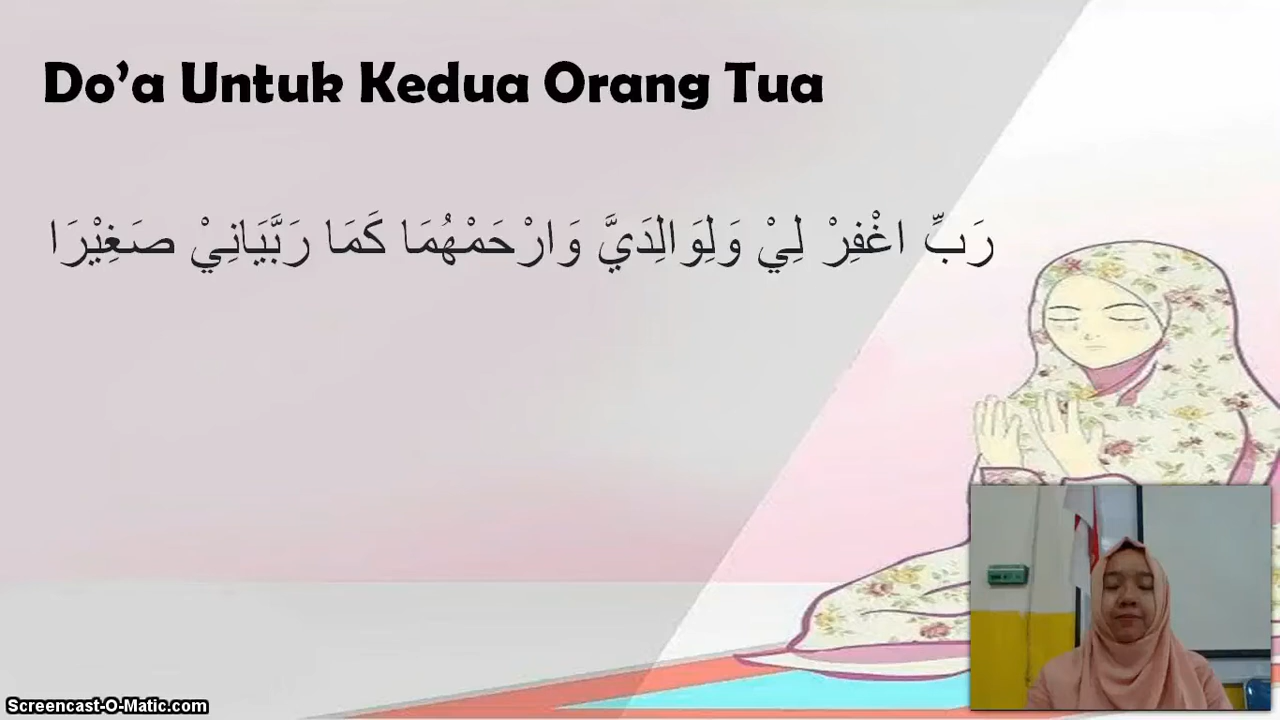 Do'a Untuk Kedua Orang Tua
رَبِّ اغْفِرْ لِيْ وَلِوَالِدَيَّ وَارْحَمْهُمَا كَمَا رَبَّيَانِيْ صَغِيْرَا
Screencast-O-Matic.com